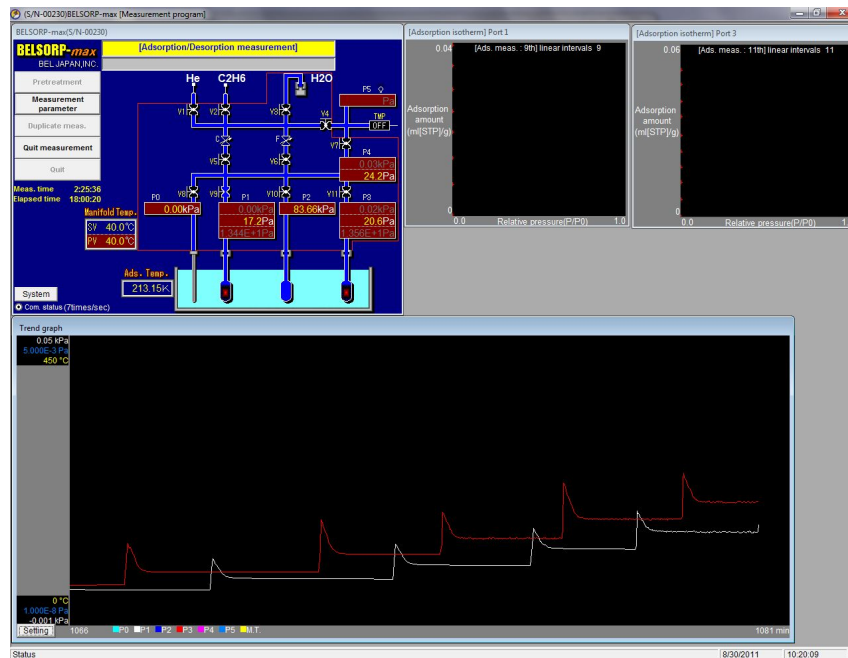 (S/N-00230)BELSORP-max [Measurement program]
BELSORP-max(S/N-00230)
BELSORP-max
BEL JAPAN,INC.
[Adsorption/Desorption measurement]
Pretreatment
Measurement
parameter
Duplicate meas.
Quit measurement
Quit
Meas. time 2:25:36
Elapsed time 18:00:20
Manifold Temp.
SV 40.0℃
PV 40.0℃
Ads. Temp.
213.15K
System
Com. status (7times/sec)
He C2H6 H2O
P5
Pa
V1 V2 V3 V4
TMP
OFF
C F V7
V5 V6
P4
0.03kPa
24.2Pa
V8 V9 V10 V11
P0 P1 P2 P3
0.00kPa 0.00kPa 83.66kPa 0.02kPa
17.2Pa 20.6Pa
1.344E+1Pa 1.356E+1Pa
[Adsorption isotherm] Port 1
0.04
[Ads. meas. : 9th] linear intervals 9
Adsorption
amount
(ml[STP]/g)
0
0.0 Relative pressure(P/P0) 1.0
[Adsorption isotherm] Port 3
0.06
[Ads. meas. : 11th] linear intervals 11
Adsorption
amount
(ml[STP]/g)
0
0.0 Relative pressure(P/P0) 1.
Trend graph
0.05 kPa
5.000E-3 Pa
450 °C
0 °C
1.000E-8 Pa
-0.001 kPa
Setting 1066 P0 P1 P2 P3 P4 P5 M.T. 1081 min
Status 8/30/2011 10:20:09